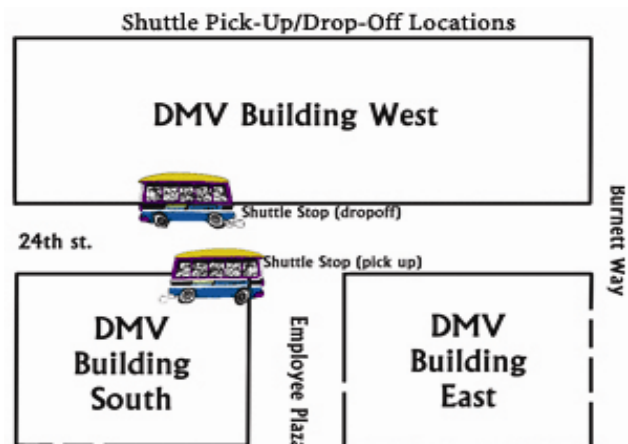 Shuttle Pick-Up/Drop-Off Locations
DMV Building West
Shuttle Stop (dropoff)
Burnett Way
24th st.
Shuttle Stop (pick up)
DMV
Building
South
Employee Plaza
DMV
Building
East